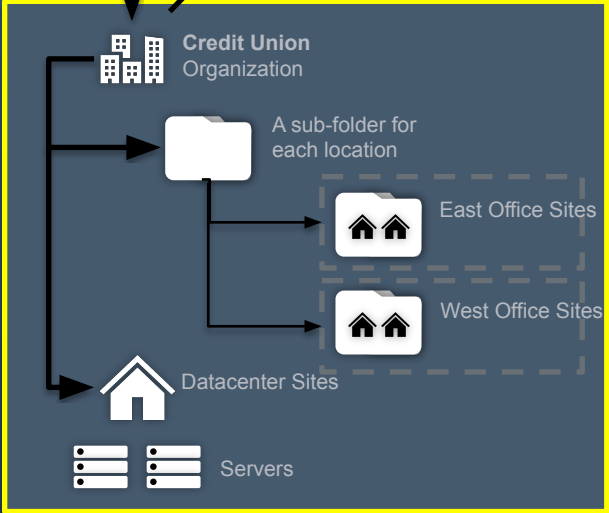 Credit Union
Organization
A sub-folder for
each location
East Office Sites
West Office Sites
Datacenter Sites
Servers